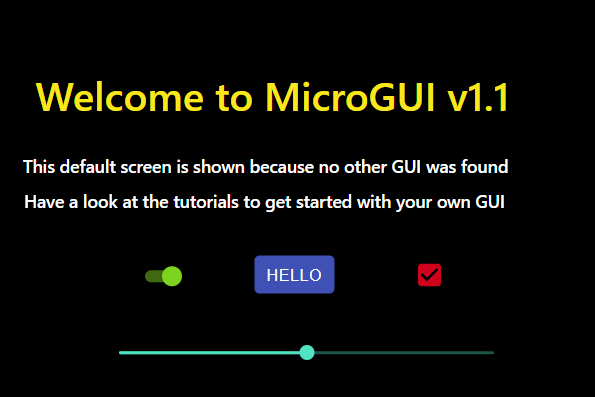 Welcome to MicroGUI v1.1
This default screen is shown because no other GUI was found
Have a look at the tutorials to get started with your own GUI
HELLO